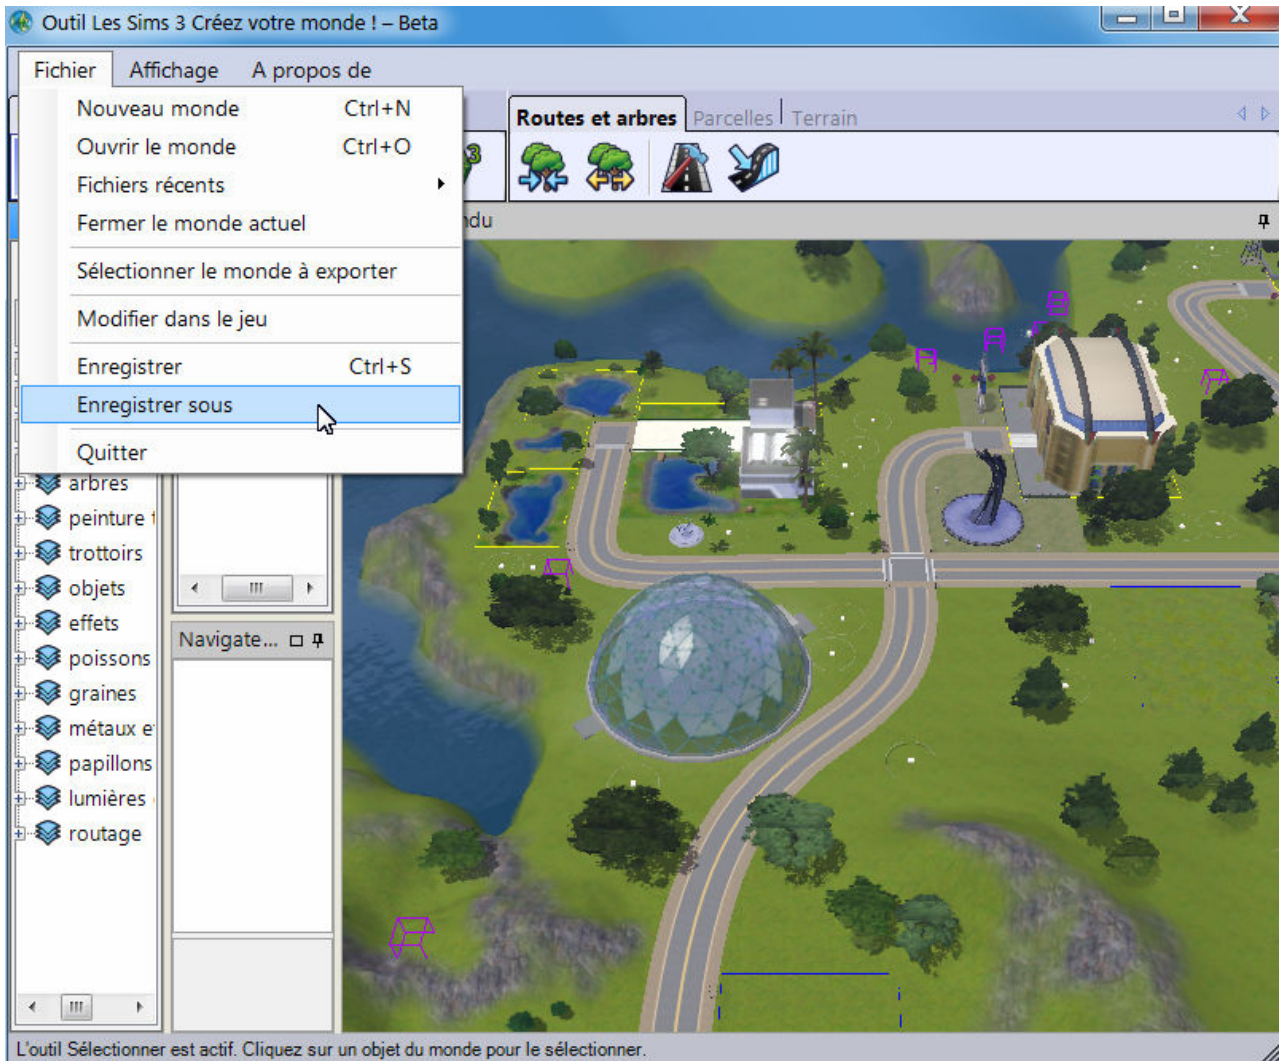 Outil Les Sims 3 Créez votre monde ! – Beta
Fichier Affichage A propos de
Nouveau monde Ctrl+N
Ouvrir le monde Ctrl+O
Fichiers récents
Fermer le monde actuel
Sélectionner le monde à exporter
Modifier dans le jeu
Enregistrer Ctrl+S
Enregistrer sous
Quitter
Routes et arbres Parcelles Terrain
3
ndu
arbres
peinture t
trottoirs
objets
effets
poissons
graines
métaux e
papillons
lumières
routage
Navigate...
L'outil Sélectionner est actif. Cliquez sur un objet du monde pour le sélectionner.